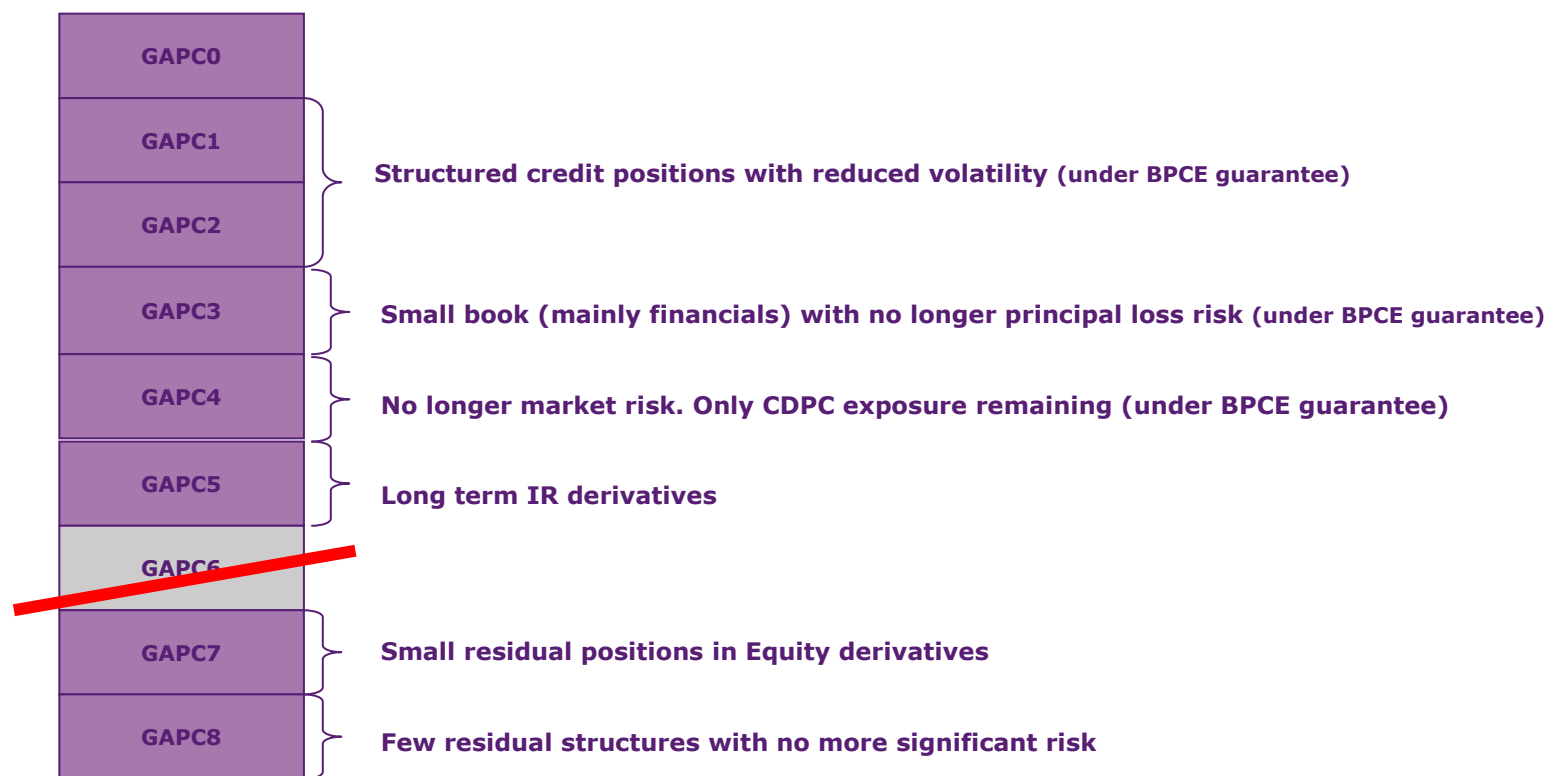 GAPC0
GAPC1
Structured credit positions with reduced volatility (under BPCE guarantee)
GAPC2
GAPC3
Small book (mainly financials) with no longer principal loss risk (under BPCE guarantee)
GAPC4
No longer market risk. Only CDPC exposure remaining (under BPCE guarantee)
GAPC5
Long term IR derivatives
GAPC6
GAPC7
Small residual positions in Equity derivatives
GAPC8
Few residual structures with no more significant risk